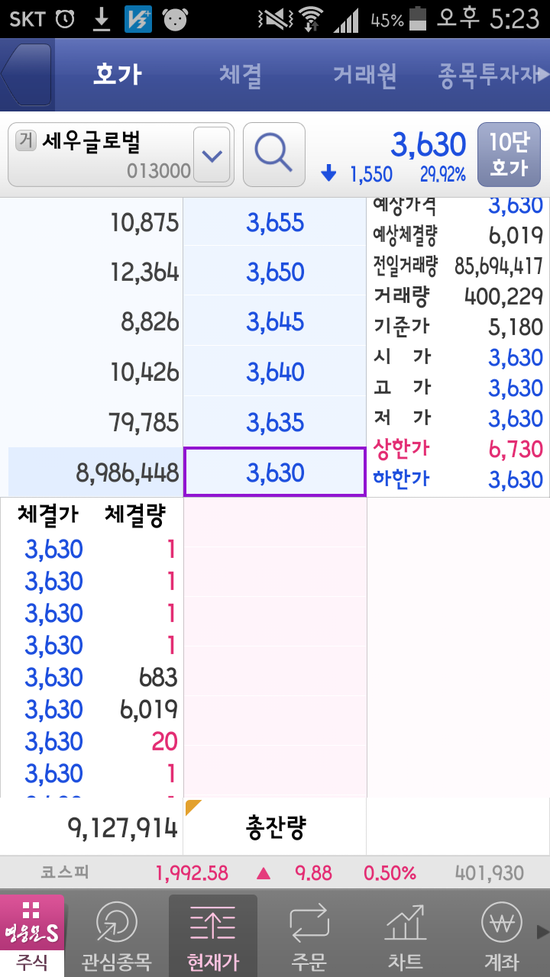 SKT 45% 오후 5:23
호가 체결 거래원 종목투자자
거 세우글로벌 013000
3,630
1,550 29.92%
10단
호가
예상가격 3,630
10,875 3,655
예상체결량 6,019
12,364 3,650
전일거래량 85,694,417
거래량 400,229
8,826 3,645
기준가 5,180
시 가 3,630
10,426 3,640
고 가 3,630
79,785 3,635
저 가 3,630
상한가 6,730
8,986,448 3,630
하한가 3,630
체결가 체결량
3,630 1
3,630 1
3,630 1
3,630 1
3,630 683
3,630 6,019
3,630 20
3,630 1
9,127,914 총잔량
코스피 1,992.58 ▲ 9.88 0.50% 401,930
영웅문S
주식 관심종목 현재가 주문 차트 계좌